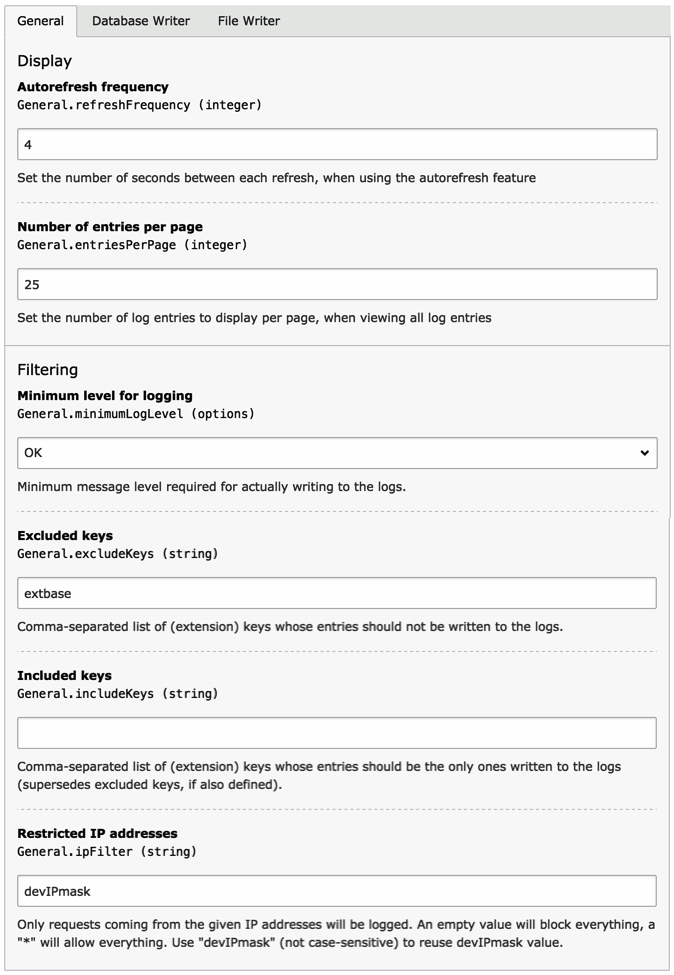 General Database Writer File Writer
Display
Autorefresh frequency
General.refreshFrequency (integer)
4
Set the number of seconds between each refresh, when using the autorefresh feature
Number of entries per page
General.entriesPerPage (integer)
25
Set the number of log entries to display per page, when viewing all log entries
Filtering
Minimum level for logging
General.minimumLogLevel (options)
OK
Minimum message level required for actually writing to the logs.
Excluded keys
General.excludeKeys (string)
extbase
Comma-separated list of (extension) keys whose entries should not be written to the logs.
Included keys
General.includeKeys (string)
Comma-separated list of (extension) keys whose entries should be the only ones written to the logs
(supersedes excluded keys, if also defined).
Restricted IP addresses
General.ipFilter (string)
devIPmask
Only requests coming from the given IP addresses will be logged. An empty value will block everything, a
"*" will allow everything. Use "devIPmask" (not case-sensitive) to reuse devIPmask value.